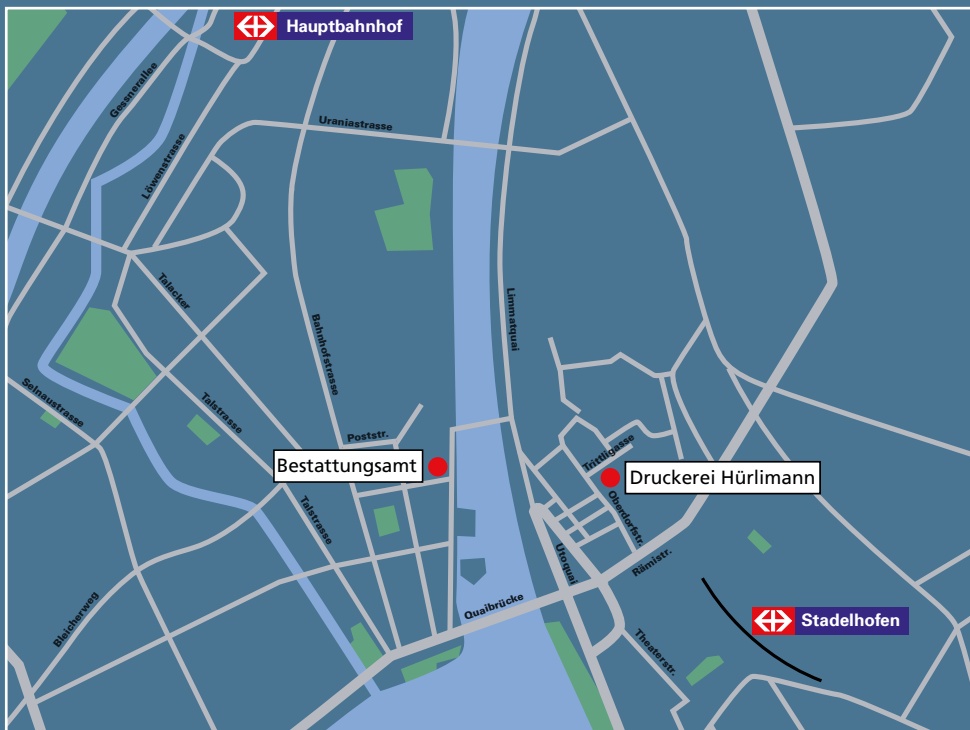 Hauptbahnhof
Gessnerallee
Uraniastrasse
Löwenstrasse
Talacker
Limmatquai
Bahnhofstrasse
Selnaustrasse
Talstrasse
Poststr.
Trittligasse
Bestattungsamt
Druckerei Hürlimann
Talstrasse
Oberdorfstr.
Utoquai
Rämistr.
Quaibrücke
Bleicherweg
Stadelhofen
Theaterstr.